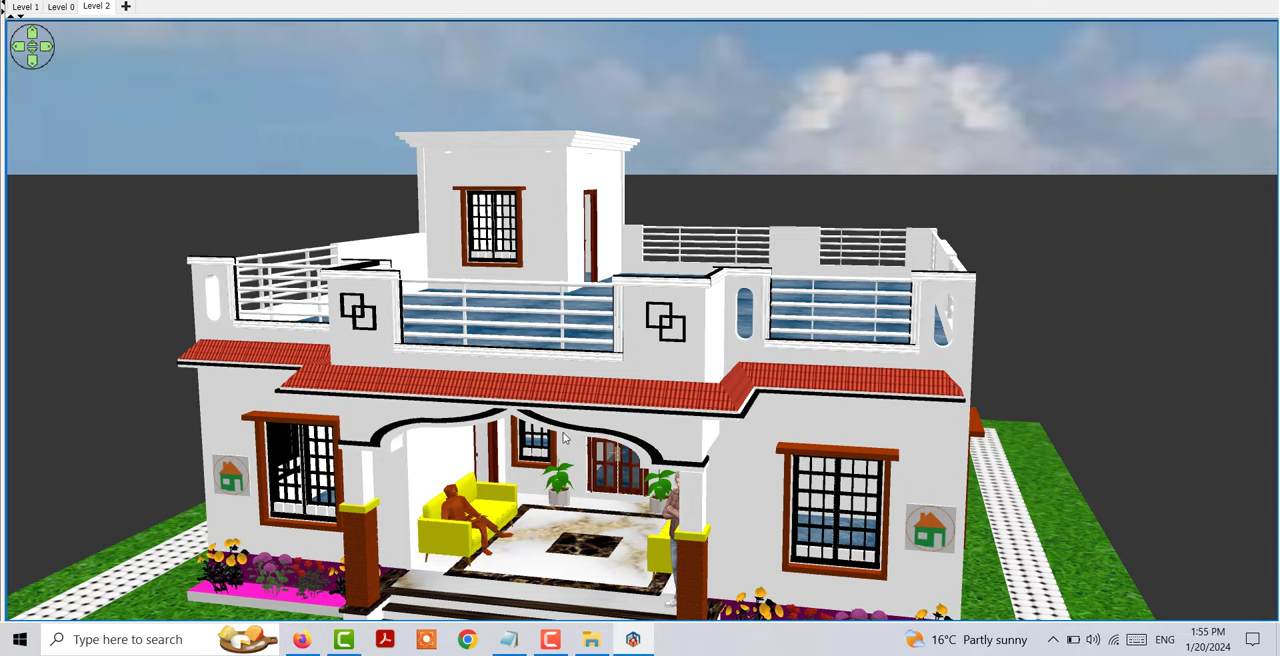 Level 1 Level 0 Level 2
Type here to search
16°C Partly sunny
ENG
1:55 PM
1/20/2024